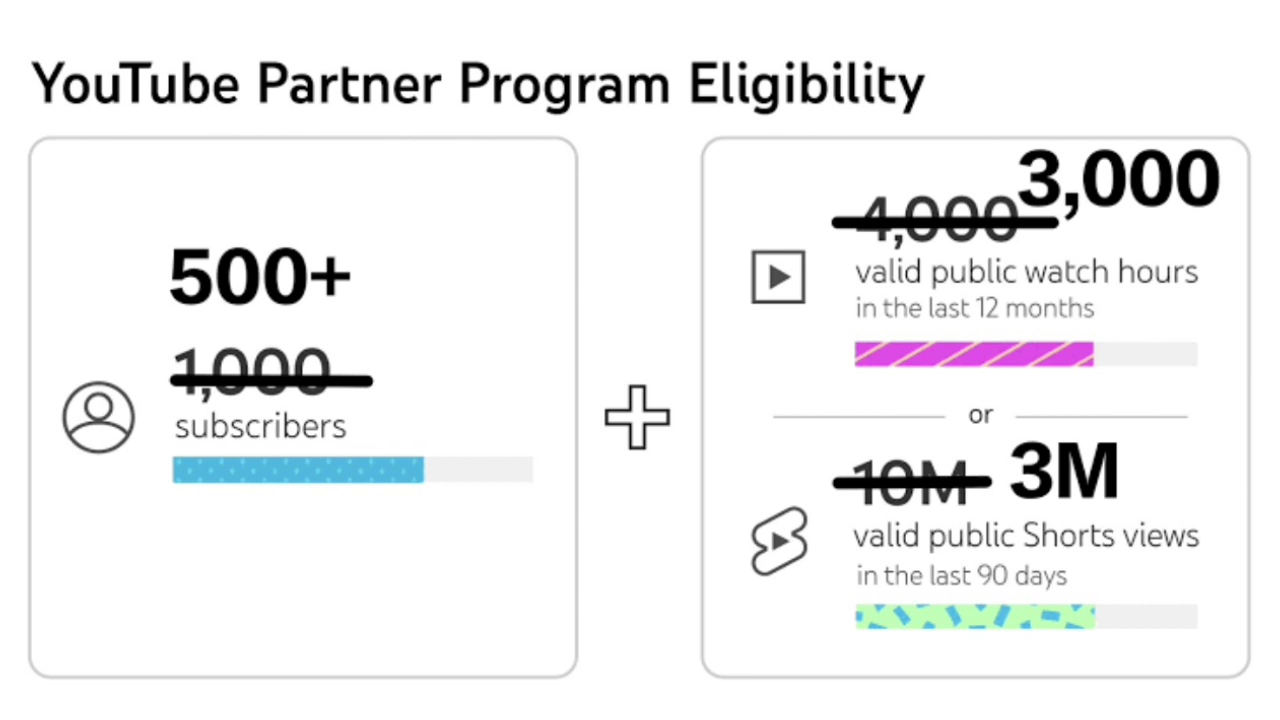 YouTube Partner Program Eligibility
500+
1,000
subscribers
4,000 3,000
valid public watch hours
in the last 12 months
or
10M 3M
valid public Shorts views
in the last 90 days